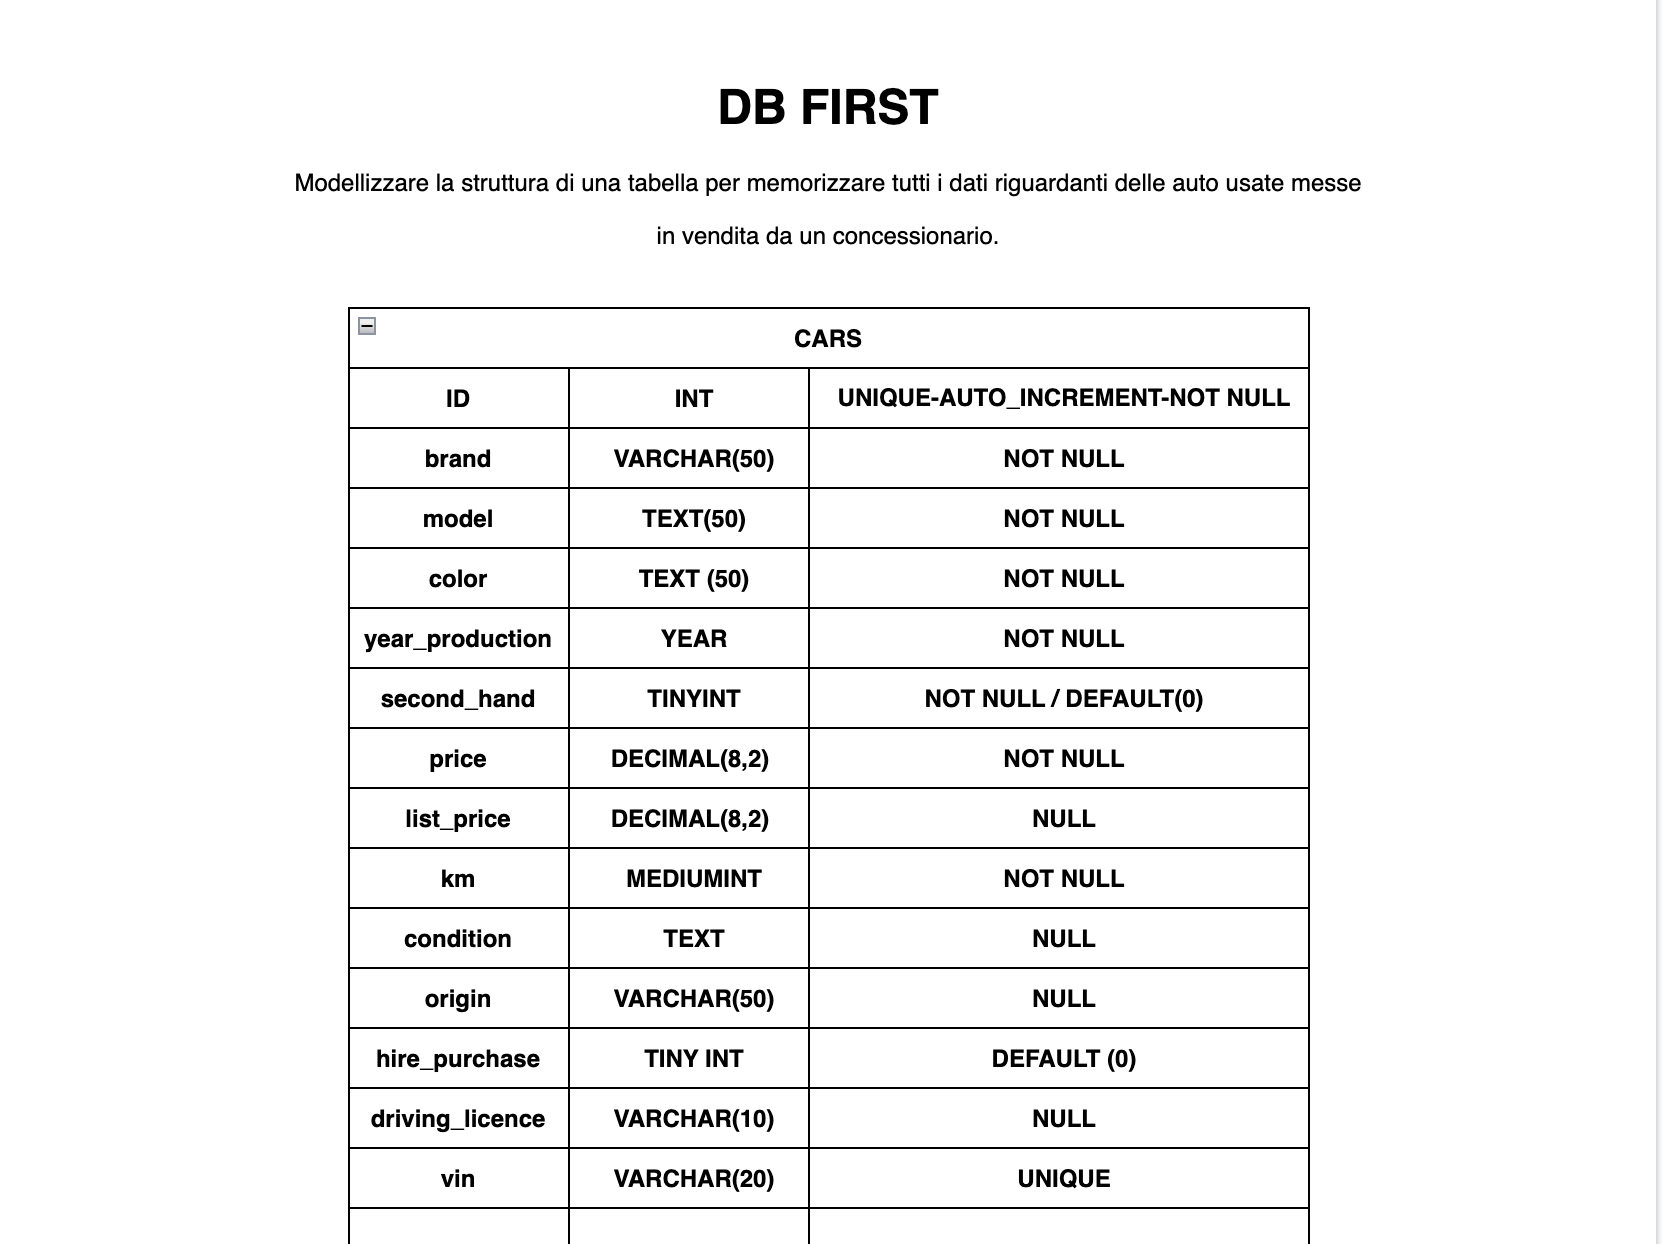 DB FIRST
Modellizzare la struttura di una tabella per memorizzare tutti i dati riguardanti delle auto usate messe
in vendita da un concessionario.
CARS
ID INT UNIQUE-AUTO_INCREMENT-NOT NULL
brand VARCHAR(50) NOT NULL
model TEXT(50) NOT NULL
color TEXT (50) NOT NULL
year_production YEAR NOT NULL
second_hand TINYINT NOT NULL / DEFAULT(0)
price DECIMAL(8,2) NOT NULL
list_price DECIMAL(8,2) NULL
km MEDIUMINT NOT NULL
condition TEXT NULL
origin VARCHAR(50) NULL
hire_purchase TINY INT DEFAULT (0)
driving_licence VARCHAR(10) NULL
vin VARCHAR(20) UNIQUE